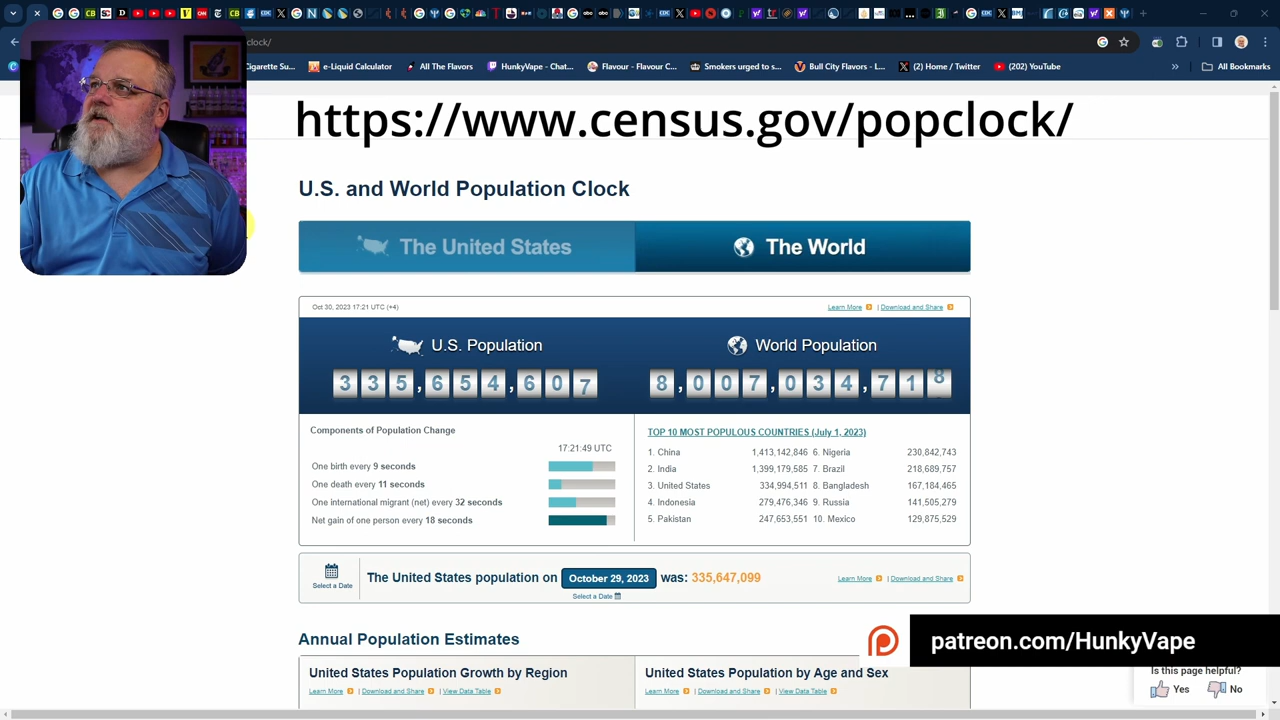 clock/
Cigarette Su...
e-Liquid Calculator
All The Flavors
HunkyVape - Chat...
Flavour – Flavour C...
Smokers urged to s...
Bull City Flavors – L...
(2) Home / Twitter
(202) YouTube
All Bookmarks
https://www.census.gov/popclock/
U.S. and World Population Clock
The United States
The World
Oct 30, 2023 17:21 UTC (+4)
Learn More | Download and Share
U.S. Population
World Population
335,654,607
8,007,034,718
Components of Population Change
17:21:49 UTC
One birth every 9 seconds
One death every 11 seconds
One international migrant (net) every 32 seconds
Net gain of one person every 18 seconds
TOP 10 MOST POPULOUS COUNTRIES (July 1, 2023)
1. China 1,413,142,846 6. Nigeria 230,842,743
2. India 1,399,179,585 7. Brazil 218,689,757
3. United States 334,994,511 8. Bangladesh 167,184,465
4. Indonesia 279,476,346 9. Russia 141,505,279
5. Pakistan 247,653,551 10. Mexico 129,875,529
Select a Date
The United States population on October 29, 2023 was: 335,647,099
Select a Date
Learn More | Download and Share
Annual Population Estimates
United States Population Growth by Region
Learn More | Download and Share | View Data Table
United States Population by Age and Sex
Learn More | Download and Share | View Data Table
patreon.com/HunkyVape
Is this page helpful?
Yes No